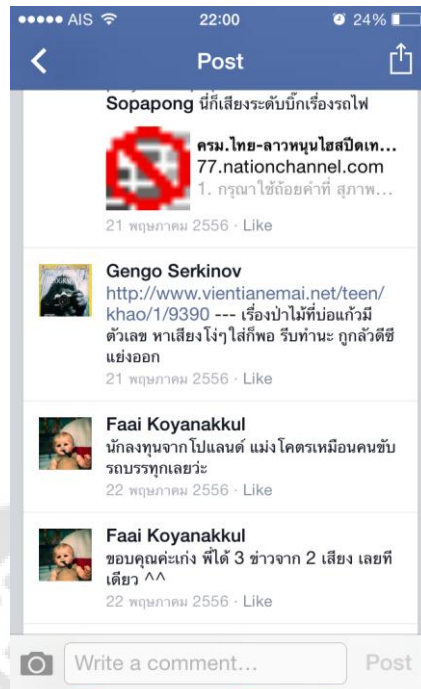 AIS 22:00 24%
Post
Sopapong นี่ก็เสียงระดับบิ๊กเรื่องรถไฟ
ครม.ไทย-ลาวหนุนไฮสปีดเท...
77.nationchannel.com
1. กรุณาใช้ถ้อยคำที่ สุภาพ...
21 พฤษภาคม 2556 · Like
Gengo Serkinov
http://www.vientianemai.net/teen/
khao/1/9390 --- เรื่องป่าไม้ที่บ่อแก้วมี
ตัวเลข หาเสียงโง่ๆ ใส่ก็พอ รีบทำนะ กูกลัวดีซี
แย่งออก
21 พฤษภาคม 2556 · Like
Faai Koyanakkul
นักลงทุนจากโปแลนด์ แม่งโคตรเหมือนคนขับ
รถบรรทุกเลยว่ะ
22 พฤษภาคม 2556 · Like
Faai Koyanakkul
ขอบคุณค่ะเก่ง พี่ได้ 3 ข่าวจาก 2 เสียง เลยที
เดียว ^^
22 พฤษภาคม 2556 · Like
Write a comment...
Post